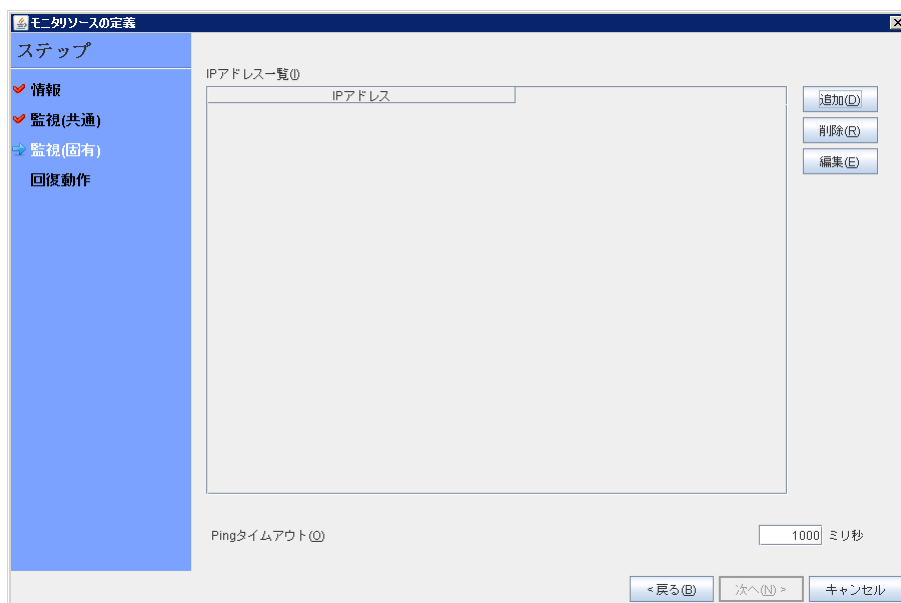 モニタリソースの定義
ステップ
情報
監視(共通)
監視(固有)
回復動作
IPアドレス一覧(I)
IPアドレス
追加(D)
削除(R)
編集(E)
Pingタイムアウト(O)
1000 ミリ秒
<戻る(B)
次へ(N)>
キャンセル